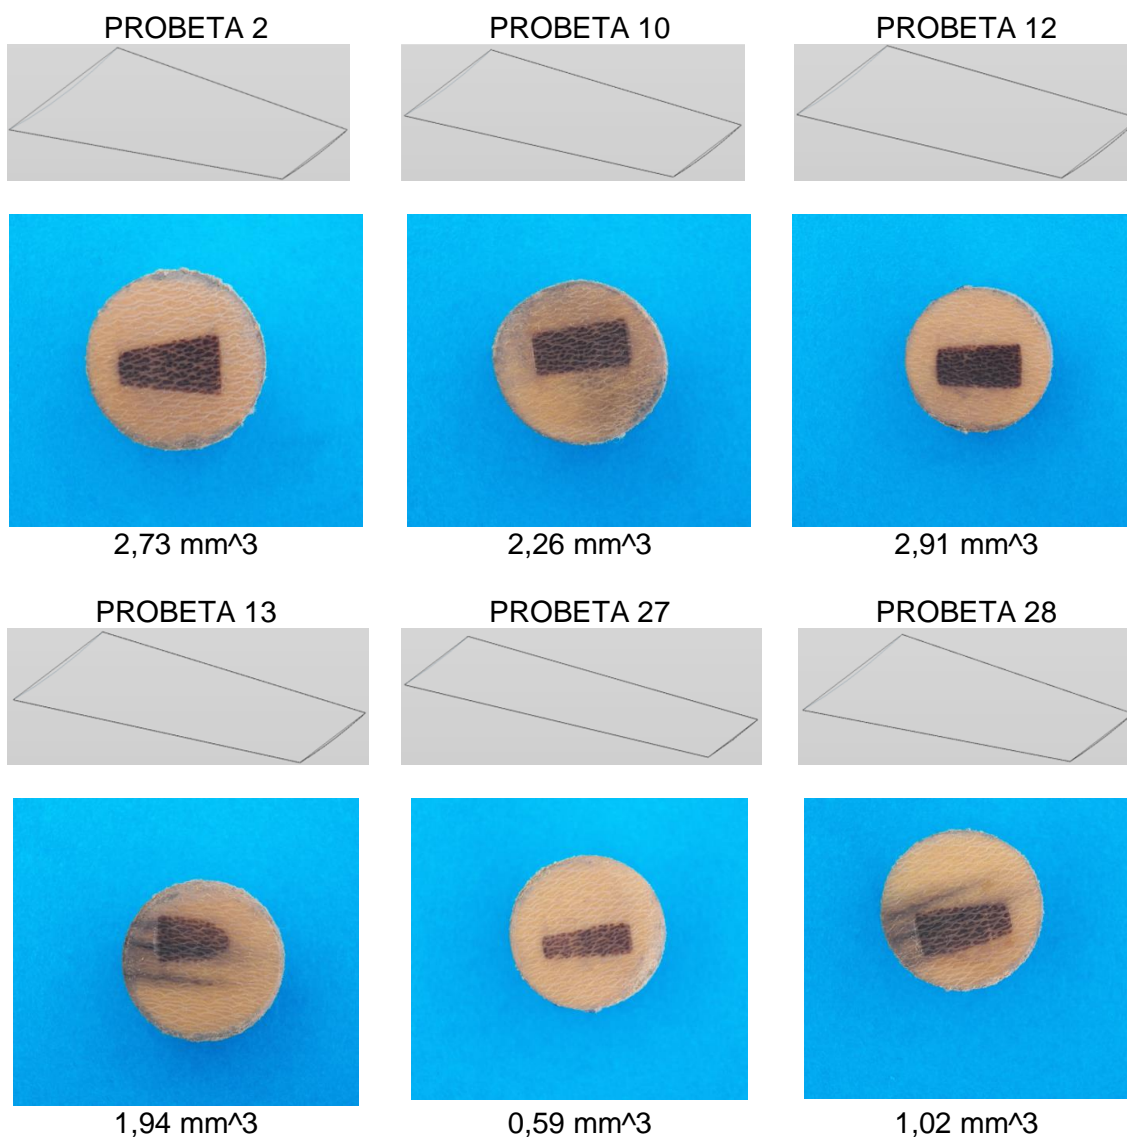 PROBETA 2
PROBETA 10
PROBETA 12
2,73 mm^3
2,26 mm^3
2,91 mm^3
PROBETA 13
PROBETA 27
PROBETA 28
1,94 mm^3
0,59 mm^3
1,02 mm^3